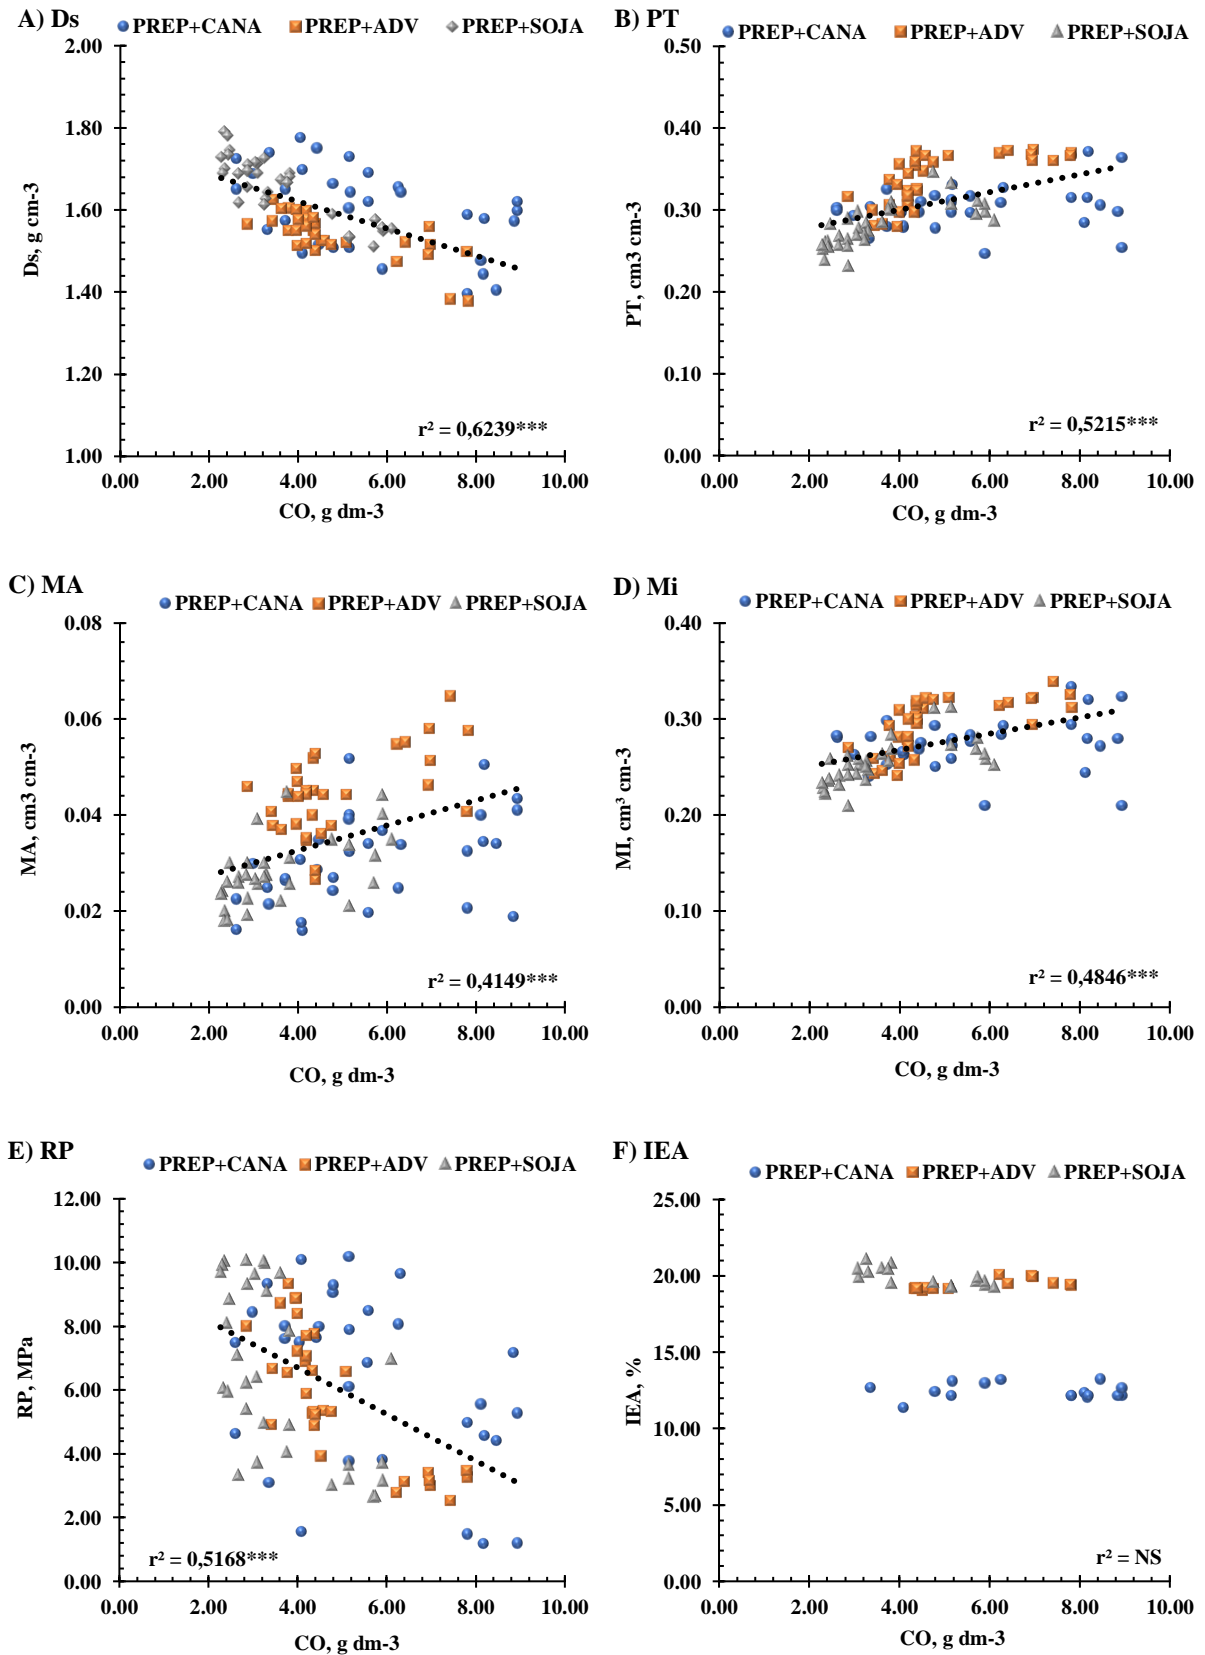 A) Ds
PREP+CANA PREP+ADV PREP+SOJA
2.00
1.80
1.60
1.40
1.20
1.00
Ds, g cm-3
r² = 0,6239***
0.00 2.00 4.00 6.00 8.00 10.00
CO, g dm-3
B) PT
PREP+CANA PREP+ADV PREP+SOJA
0.50
0.40
0.30
0.20
0.10
0.00
PT, cm3 cm-3
r² = 0,5215***
0.00 2.00 4.00 6.00 8.00 10.00
CO, g dm-3
C) MA
PREP+CANA PREP+ADV PREP+SOJA
0.08
0.06
0.04
0.02
0.00
MA, cm3 cm-3
r² = 0,4149***
0.00 2.00 4.00 6.00 8.00 10.00
CO, g dm-3
D) Mi
PREP+CANA PREP+ADV PREP+SOJA
0.40
0.30
0.20
0.10
0.00
MI, cm³ cm-3
r² = 0,4846***
0.00 2.00 4.00 6.00 8.00 10.00
CO, g dm-3
E) RP
PREP+CANA PREP+ADV PREP+SOJA
12.00
10.00
8.00
6.00
4.00
2.00
0.00
RP, MPa
r² = 0,5168***
0.00 2.00 4.00 6.00 8.00 10.00
CO, g dm-3
F) IEA
PREP+CANA PREP+ADV PREP+SOJA
25.00
20.00
15.00
10.00
5.00
0.00
IEA, %
r² = NS
0.00 2.00 4.00 6.00 8.00 10.00
CO, g dm-3